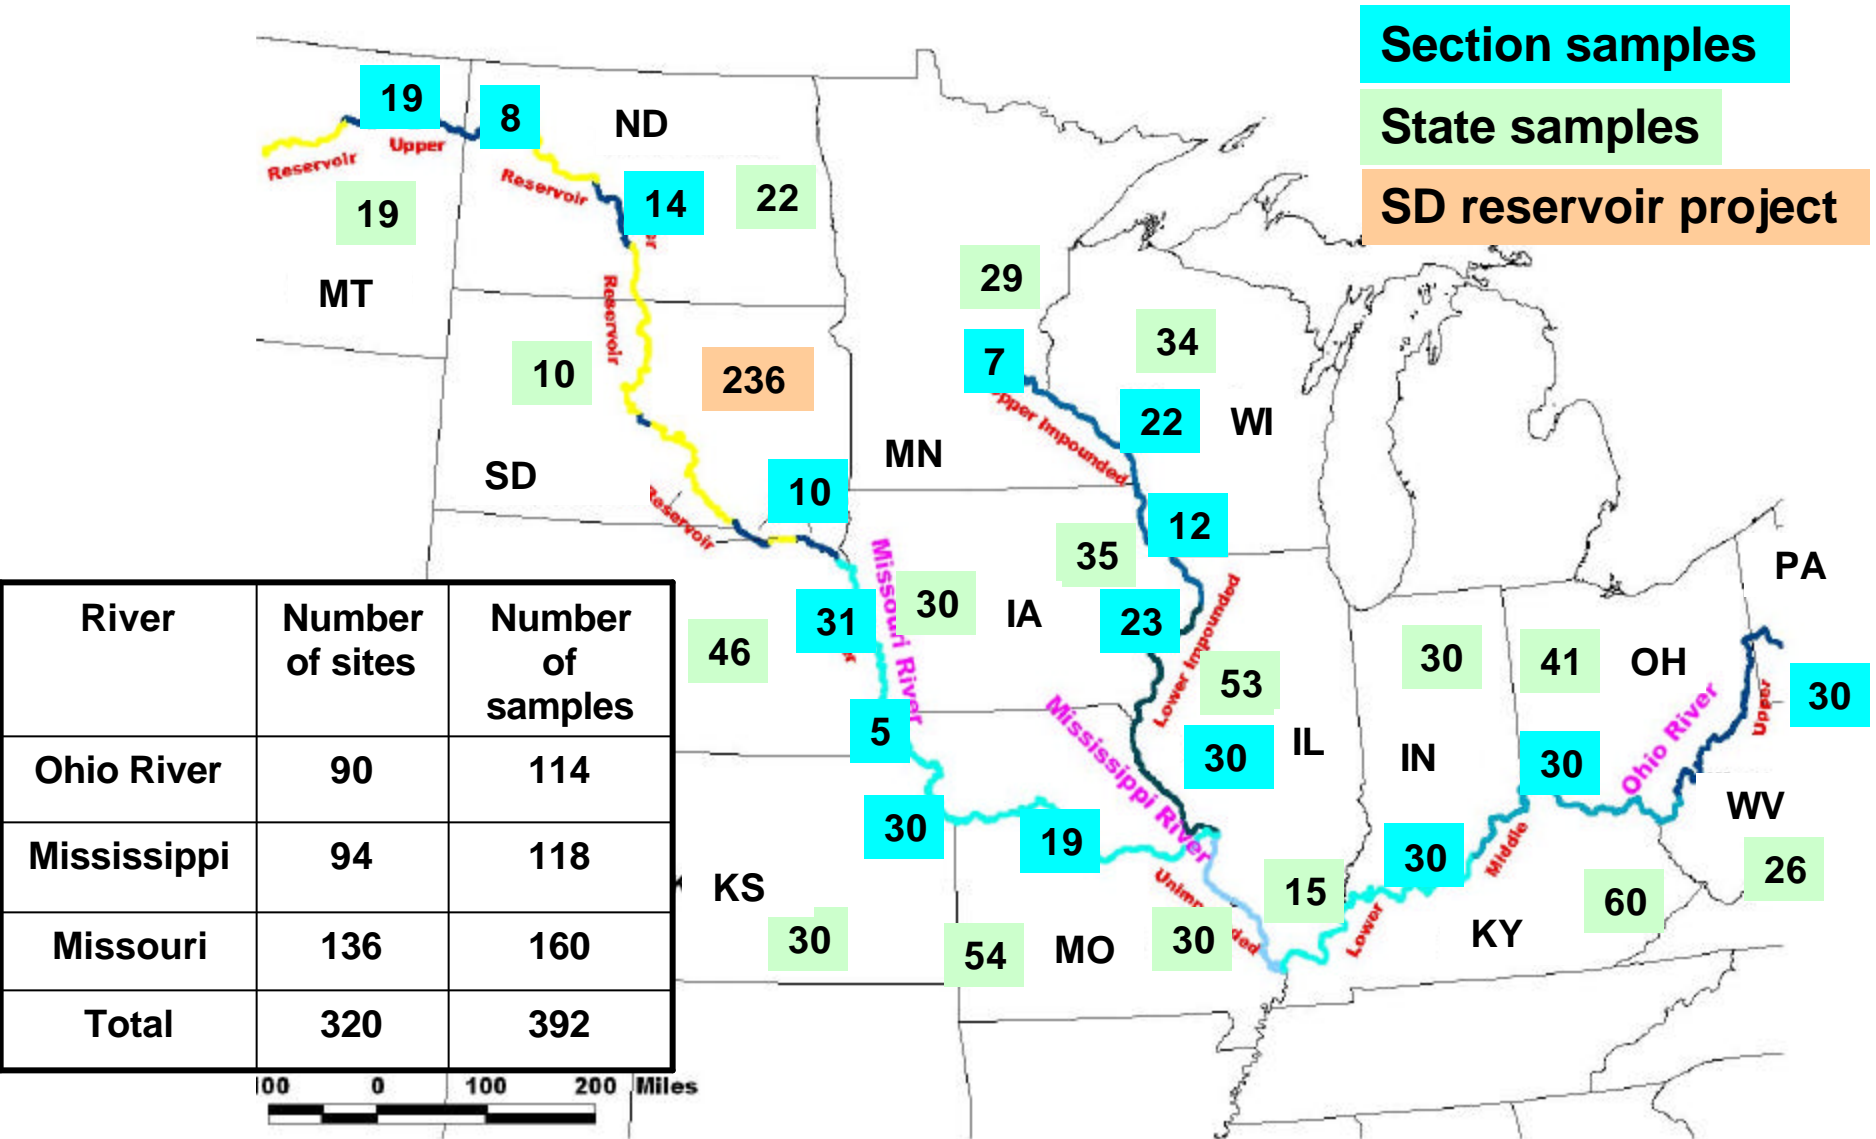 Section samples
State samples
SD reservoir project
19
8
ND
Upper
Reservoir
Reservoir
14
22
19
MT
Reservoir
29
34
7
10
236
22
WI
Upper Impounded
MN
SD
10
Reservoir
12
35
PA
Missouri River
30
IA
31
23
Lower Impounded
46
53
30
41
OH
30
Upper
5
Mississippi River
30
IL
IN
30
Ohio River
WV
30
19
30
Middle
26
KS
15
60
Lower
30
54
MO
30
KY
River
Number of sites
Number of samples
Ohio River 90 114
Mississippi 94 118
Missouri 136 160
Total 320 392
0 100 200 Miles